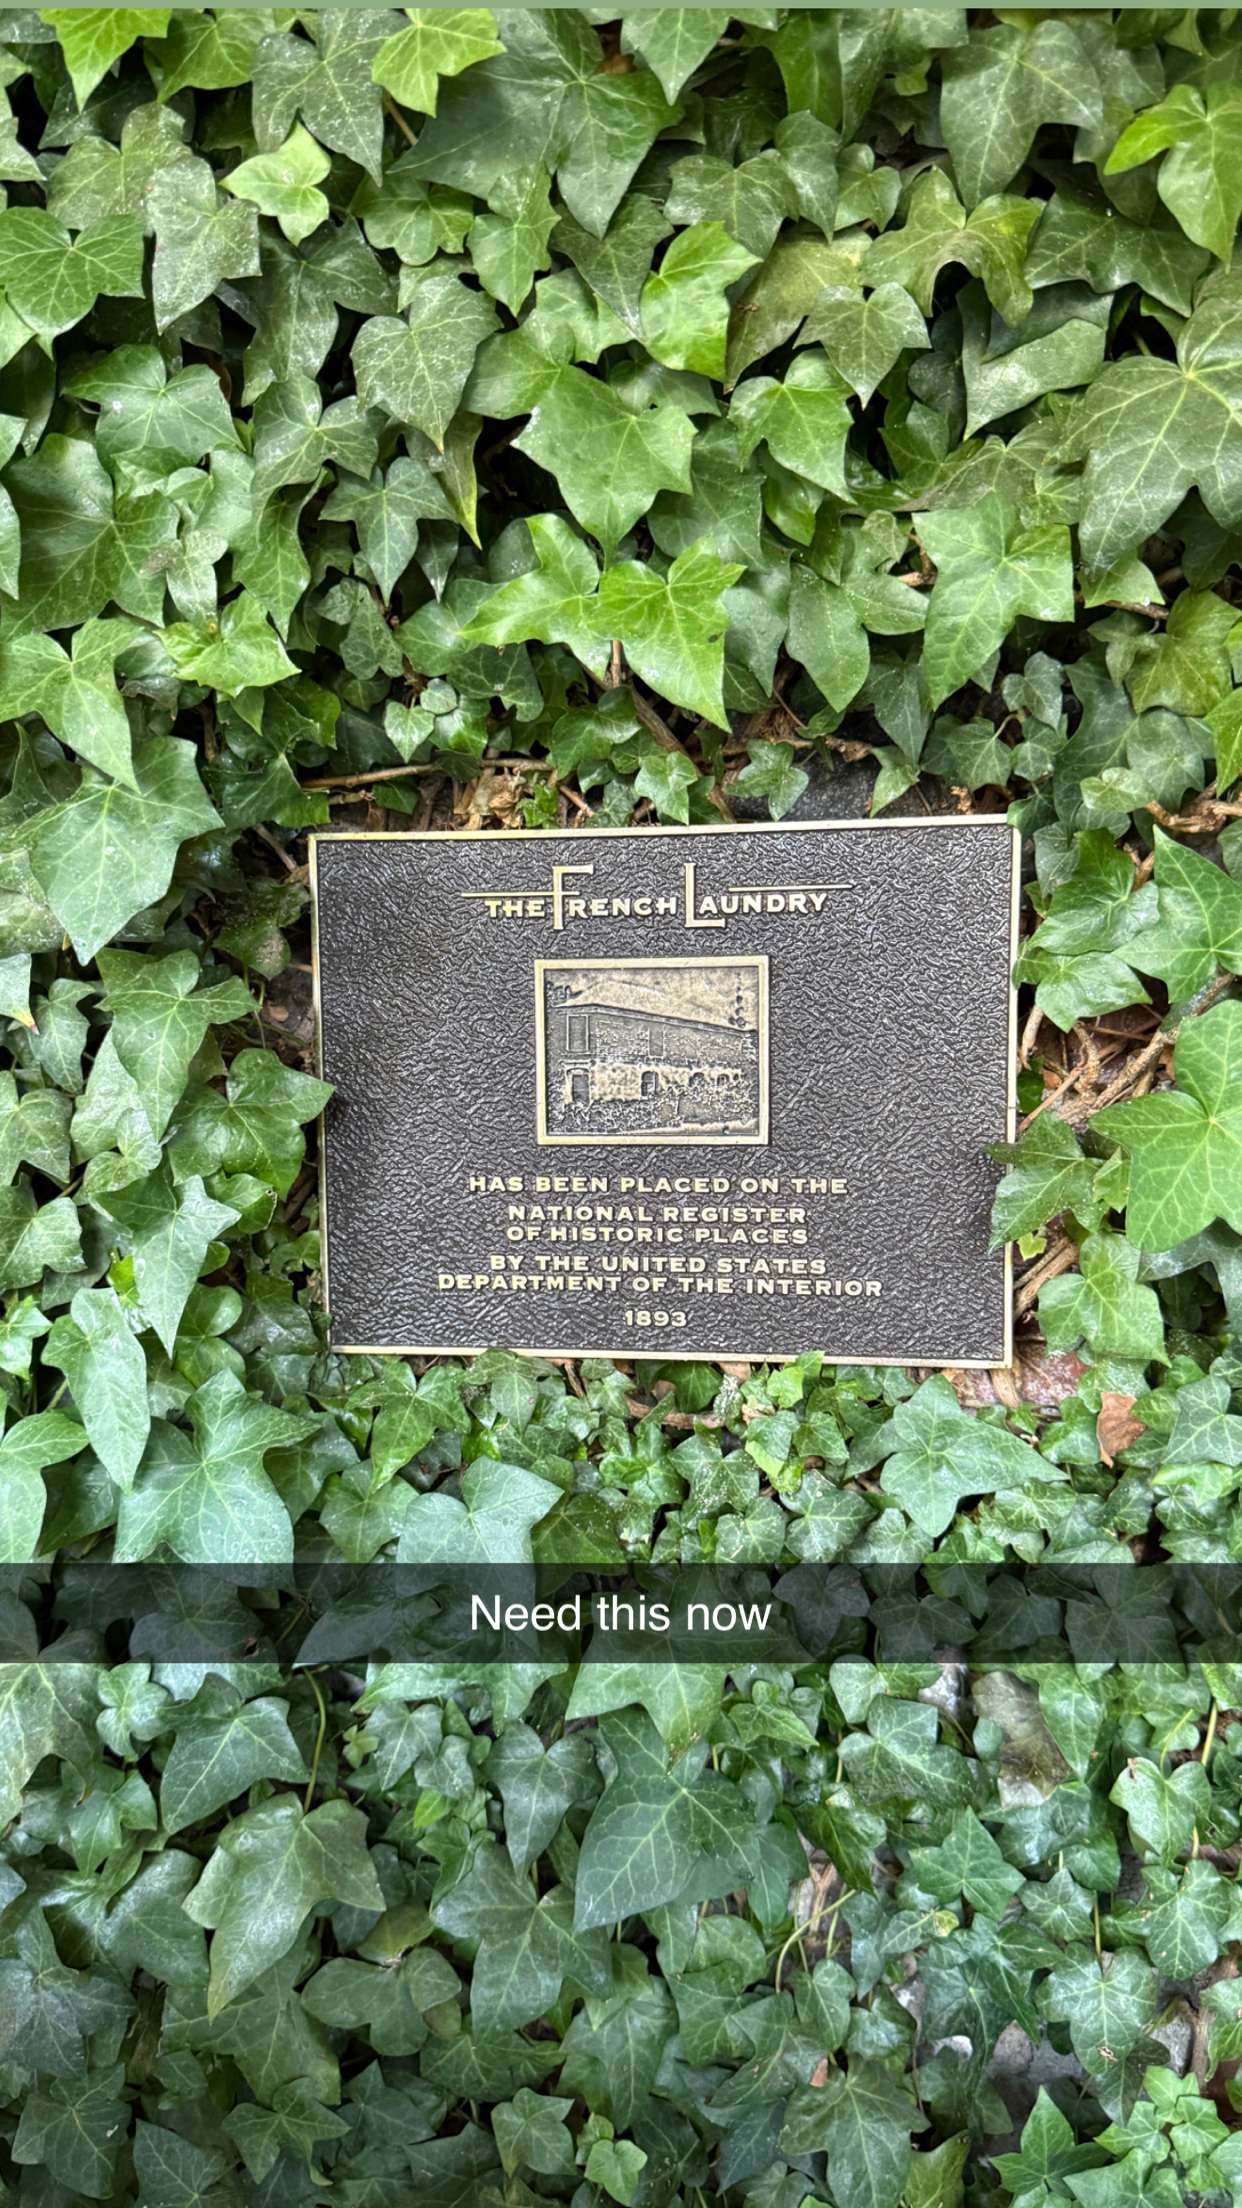 THE FRENCH LAUNDRY
HAS BEEN PLACED ON THE
NATIONAL REGISTER
OF HISTORIC PLACES
BY THE UNITED STATES
DEPARTMENT OF THE INTERIOR
1893
Need this now